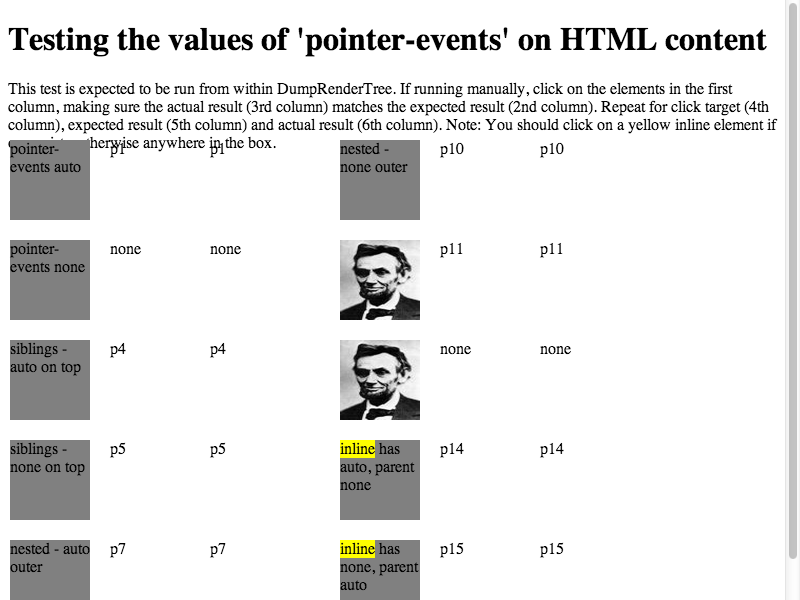 Testing the values of 'pointer-events' on HTML content
This test is expected to be run from within DumpRenderTree. If running manually, click on the elements in the first
column, making sure the actual result (3rd column) matches the expected result (2nd column). Repeat for click target (4th
column), expected result (5th column) and actual result (6th column). Note: You should click on a yellow inline element if
anywhere in the box.
pointer- p1 p1 nested - p10 p10
events auto none outer
pointer- none none p11 p11
events none
siblings - p4 p4 none none
auto on top
siblings - p5 p5 inline has p14 p14
none on top auto, parent
none
nested - auto p7 p7 inline has p15 p15
outer none, parent
auto